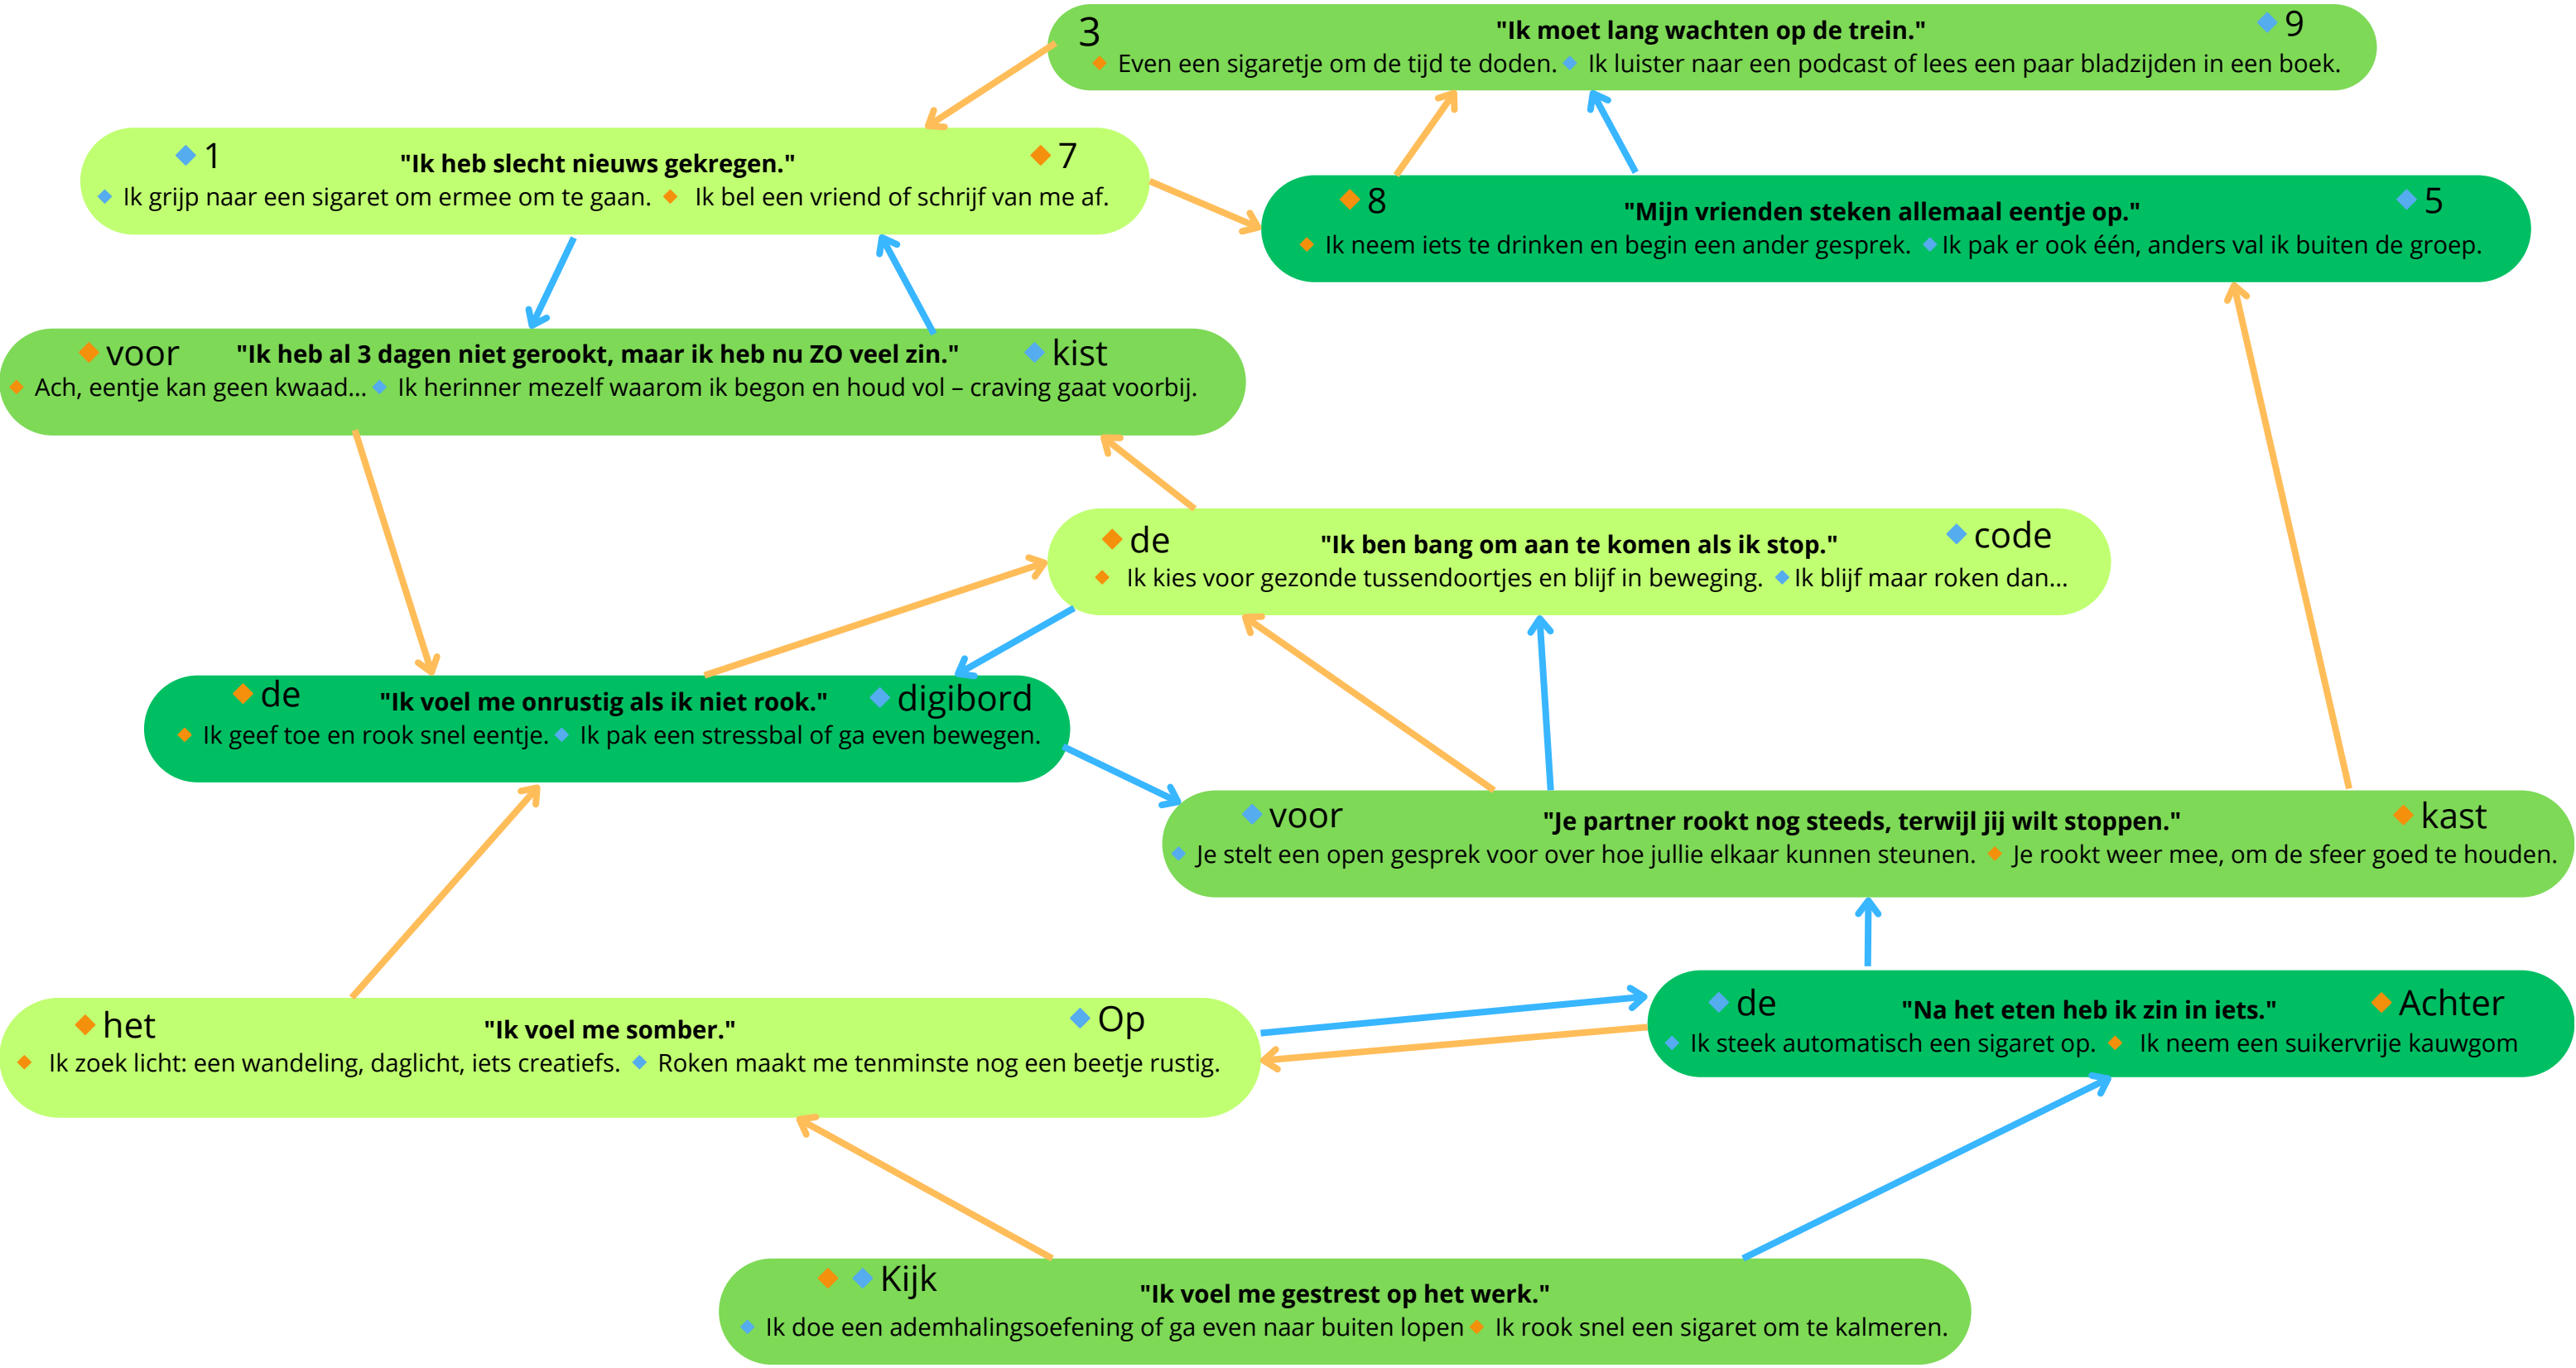 3 "Ik moet lang wachten op de trein." 9
Even een sigaretje om de tijd te doden. Ik luister naar een podcast of lees een paar bladzijden in een boek.
1 "Ik heb slecht nieuws gekregen." 7
Ik grijp naar een sigaret om ermee om te gaan. Ik bel een vriend of schrijf van me af.
8 "Mijn vrienden steken allemaal eentje op." 5
Ik neem iets te drinken en begin een ander gesprek. Ik pak er ook één, anders val ik buiten de groep.
voor "Ik heb al 3 dagen niet gerookt, maar ik heb nu ZO veel zin." kist
Ach, eentje kan geen kwaad... Ik herinner mezelf waarom ik begon en houd vol – craving gaat voorbij.
de "Ik ben bang om aan te komen als ik stop." code
Ik kies voor gezonde tussendoortjes en blijf in beweging. Ik blijf maar roken dan...
de "Ik voel me onrustig als ik niet rook." digibord
Ik geef toe en rook snel eentje. Ik pak een stressbal of ga even bewegen.
voor "Je partner rookt nog steeds, terwijl jij wilt stoppen." kast
Je stelt een open gesprek voor over hoe jullie elkaar kunnen steunen. Je rookt weer mee, om de sfeer goed te houden.
het "Ik voel me somber." Op
Ik zoek licht: een wandeling, daglicht, iets creatiefs. Roken maakt me tenminste nog een beetje rustig.
de "Na het eten heb ik zin in iets." Achter
Ik steek automatisch een sigaret op. Ik neem een suikervrije kauwgom
Kijk "Ik voel me gestrest op het werk."
Ik doe een ademhalingsoefening of ga even naar buiten lopen Ik rook snel een sigaret om te kalmeren.